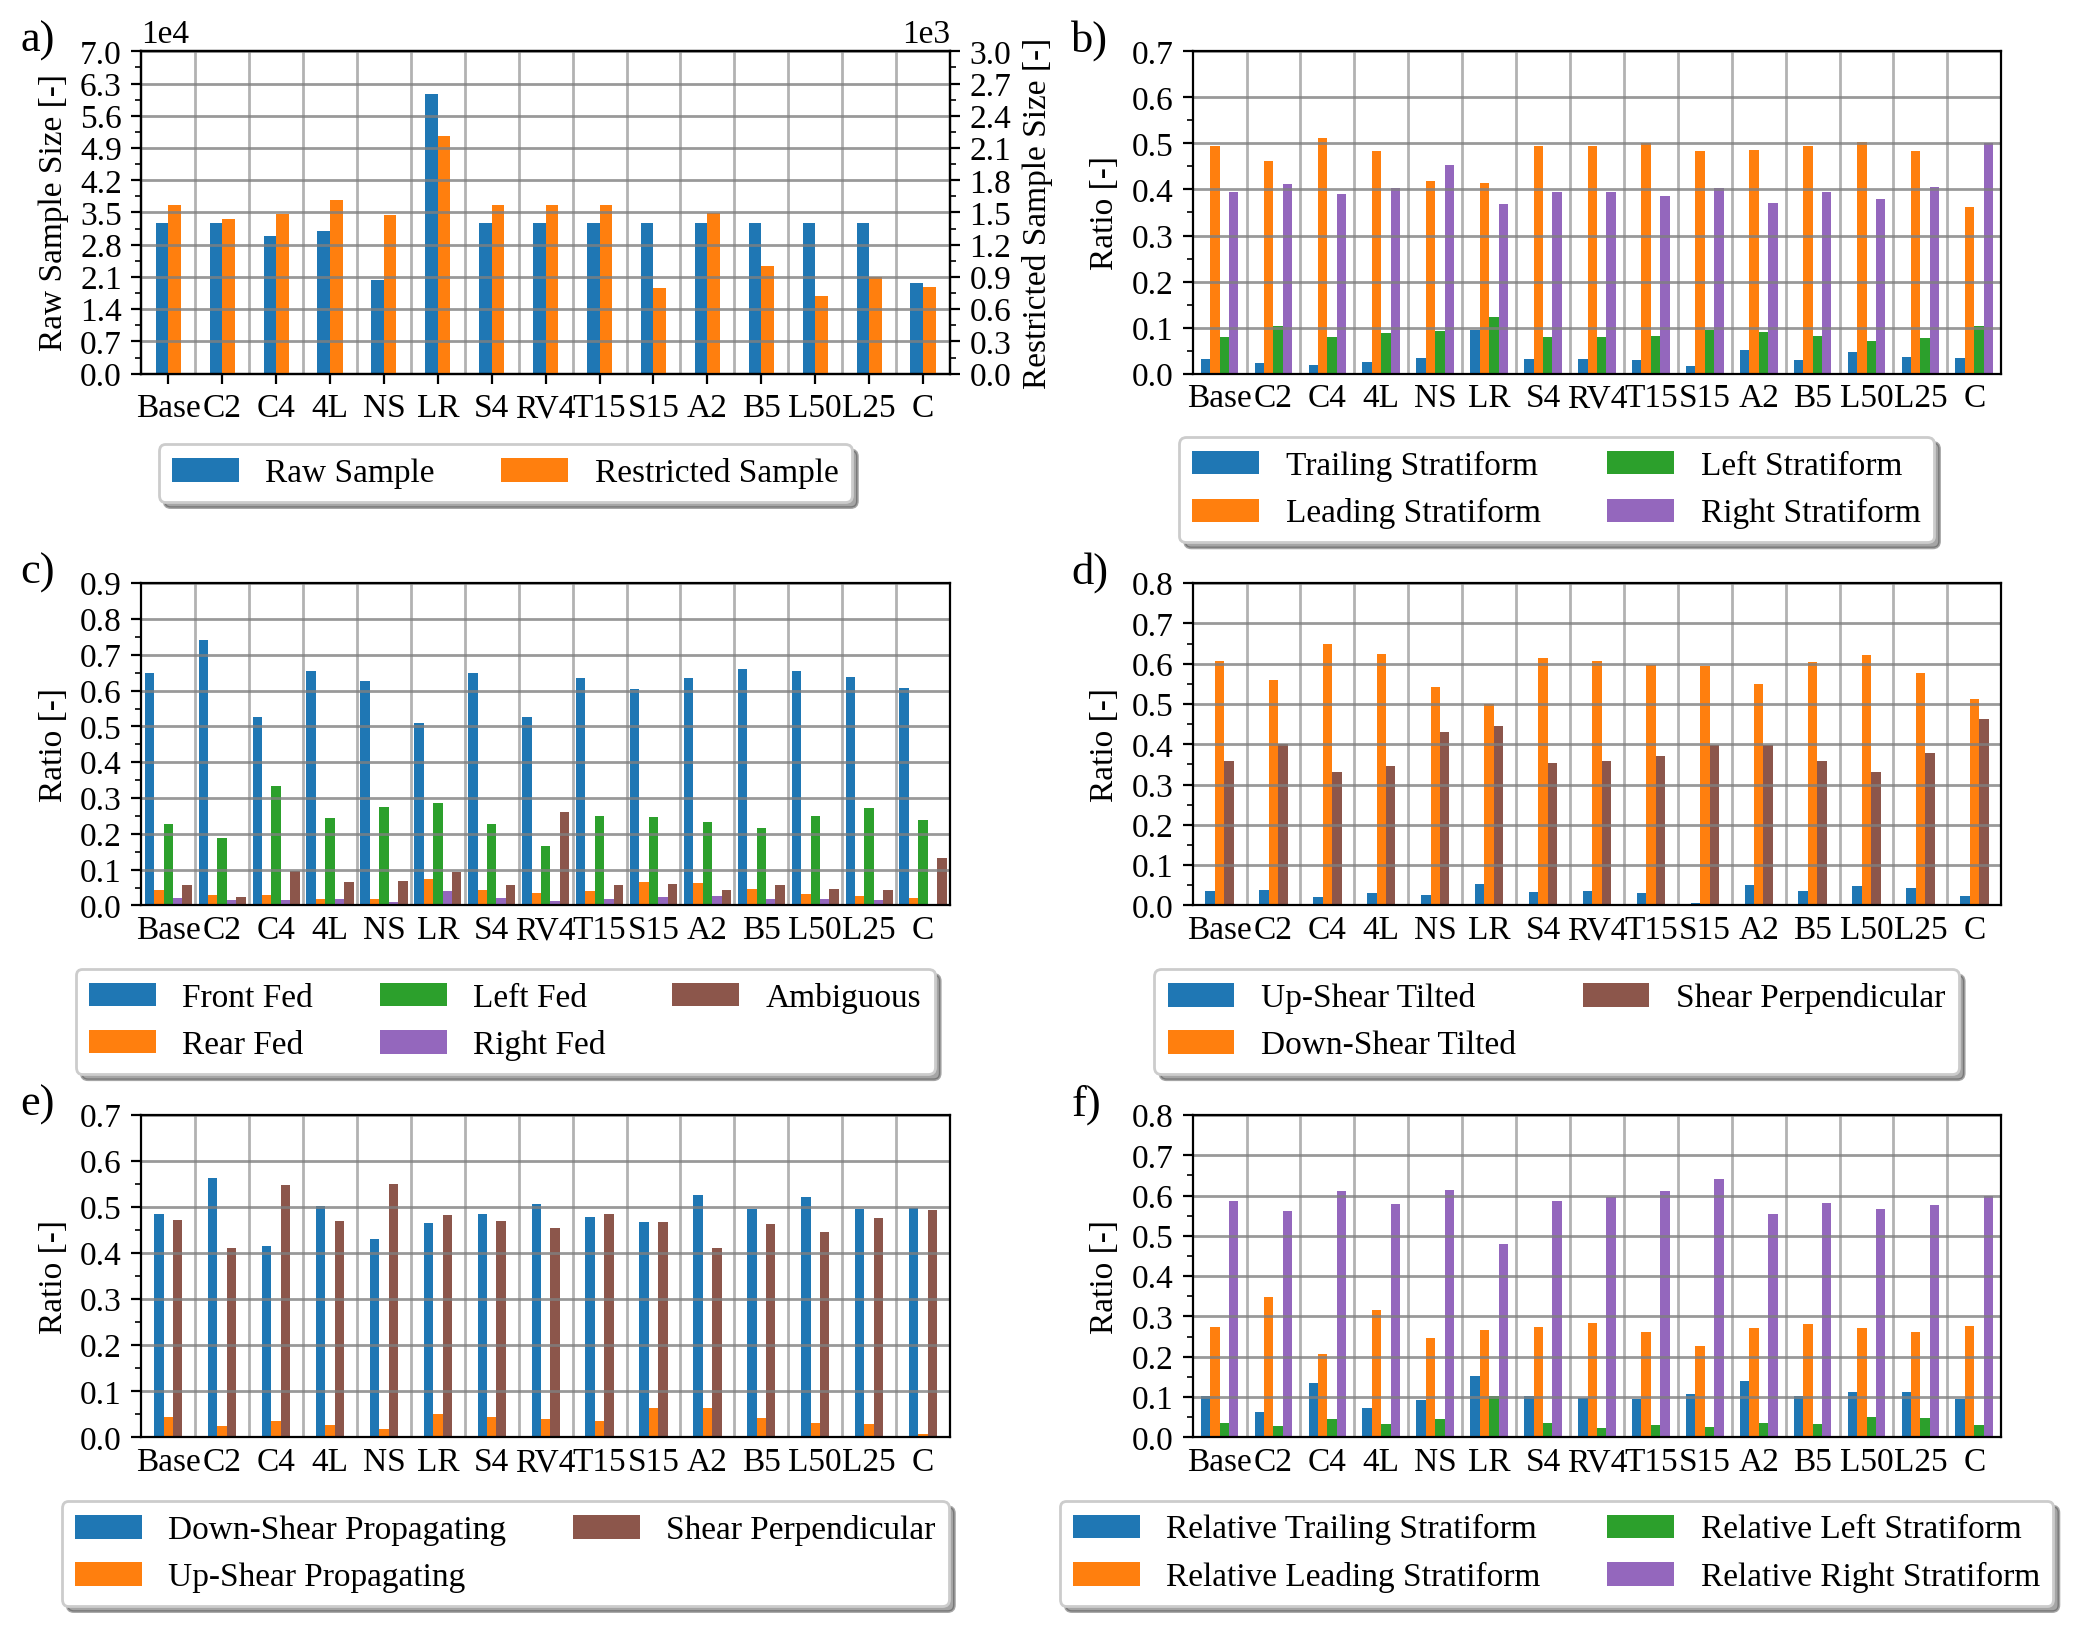 a)
1e4
1e3
Raw Sample Size [-]
7.0
6.3
5.6
4.9
4.2
3.5
2.8
2.1
1.4
0.7
0.0
3.0
2.7
2.4
2.1
1.8
1.5
1.2
0.9
0.6
0.3
0.0
Restricted Sample Size [-]
Base C2 C4 4L NS LR S4 RV4 T15 S15 A2 B5 L50 L25 C
Raw Sample Restricted Sample
b)
Ratio [-]
0.7
0.6
0.5
0.4
0.3
0.2
0.1
0.0
Base C2 C4 4L NS LR S4 RV4 T15 S15 A2 B5 L50 L25 C
Trailing Stratiform Left Stratiform
Leading Stratiform Right Stratiform
c)
Ratio [-]
0.9
0.8
0.7
0.6
0.5
0.4
0.3
0.2
0.1
0.0
Base C2 C4 4L NS LR S4 RV4 T15 S15 A2 B5 L50 L25 C
Front Fed Left Fed Ambiguous
Rear Fed Right Fed
d)
Ratio [-]
0.8
0.7
0.6
0.5
0.4
0.3
0.2
0.1
0.0
Base C2 C4 4L NS LR S4 RV4 T15 S15 A2 B5 L50 L25 C
Up-Shear Tilted Shear Perpendicular
Down-Shear Tilted
e)
Ratio [-]
0.7
0.6
0.5
0.4
0.3
0.2
0.1
0.0
Base C2 C4 4L NS LR S4 RV4 T15 S15 A2 B5 L50 L25 C
Down-Shear Propagating Shear Perpendicular
Up-Shear Propagating
f)
Ratio [-]
0.8
0.7
0.6
0.5
0.4
0.3
0.2
0.1
0.0
Base C2 C4 4L NS LR S4 RV4 T15 S15 A2 B5 L50 L25 C
Relative Trailing Stratiform Relative Left Stratiform
Relative Leading Stratiform Relative Right Stratiform